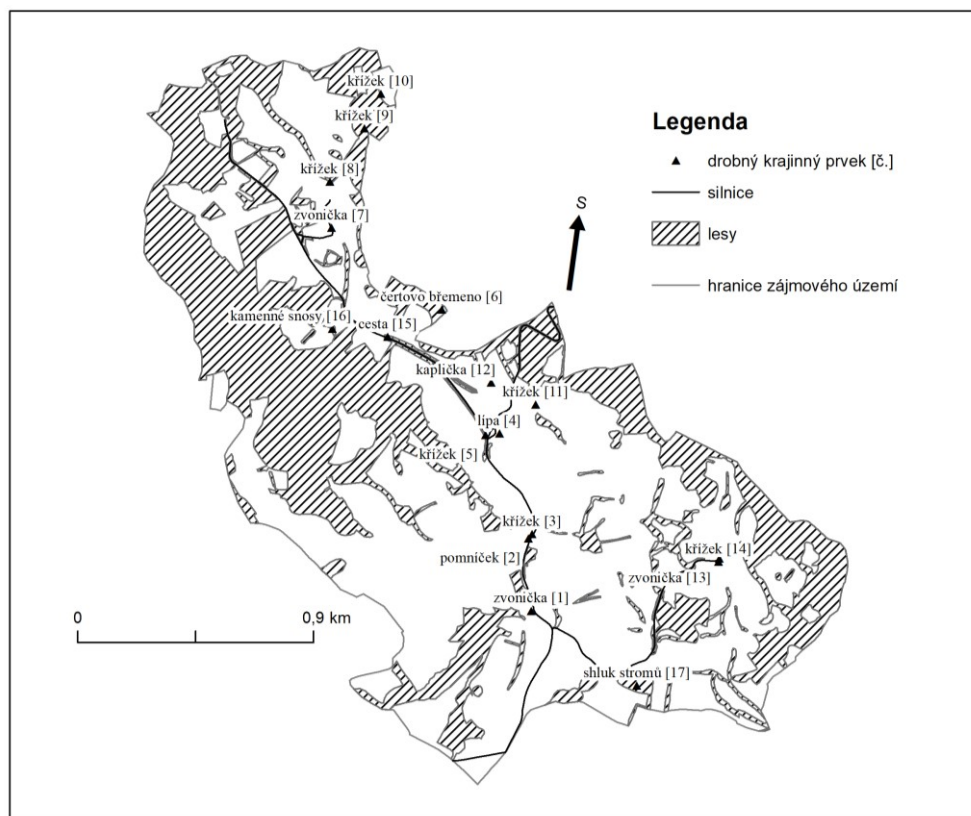 křížek [10]
křížek [9]
křížek [8]
zvonička [7]
čertovo břemeno [6]
kamenné snosy [16]
cesta [15]
kaplička [12]
křížek [11]
lípa [4]
křížek [5]
křížek [3]
pomníček [2]
křížek [14]
zvonička [13]
zvonička [1]
shluk stromů [17]
S
Legenda
drobný krajinný prvek [č.]
silnice
lesy
hranice zájmového území
0
0,9 km